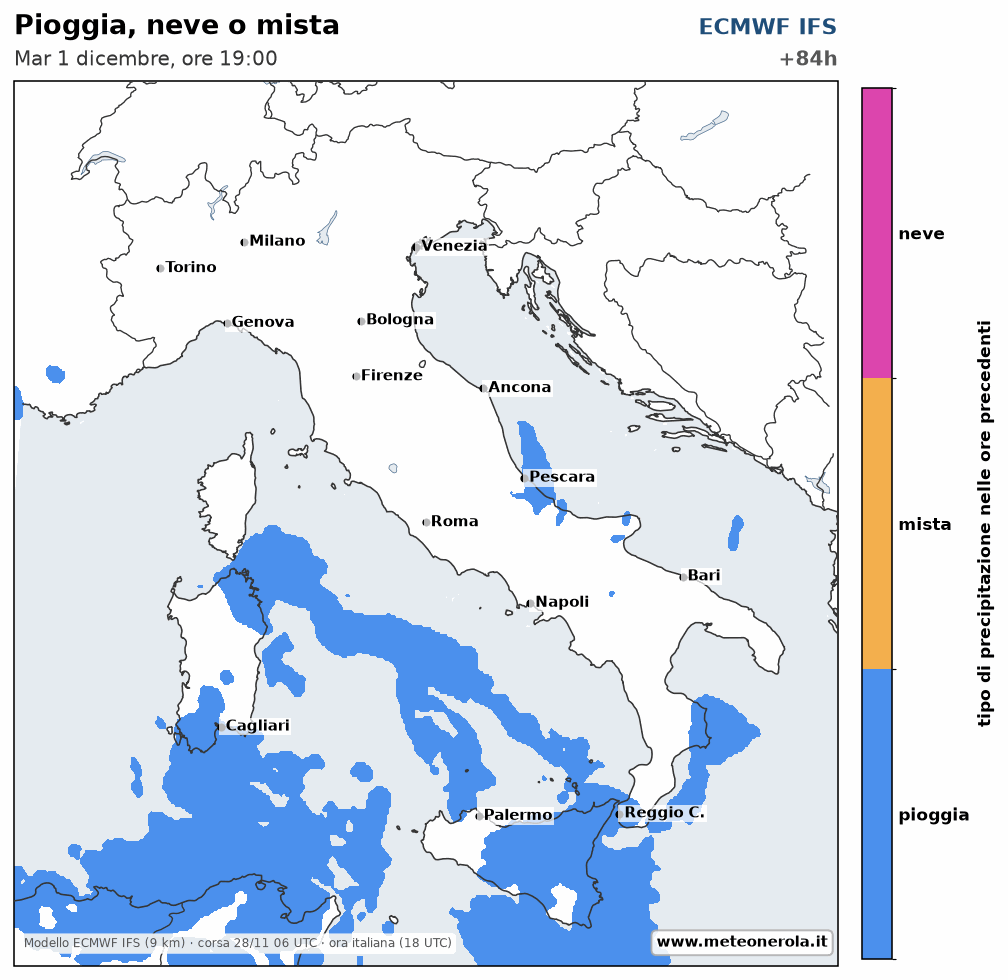 Pioggia, neve o mista
ECMWF IFS
Mar 1 dicembre, ore 19:00
+84h
neve
Milano
Venezia
Torino
Genova
Bologna
Firenze
Ancona
Pescara
mista
Roma
Bari
Napoli
Cagliari
Palermo
Reggio C.
pioggia
tipo di precipitazione nelle ore precedenti
Modello ECMWF IFS (9 km) · corsa 28/11 06 UTC · ora italiana (18 UTC)
www.meteonerola.it